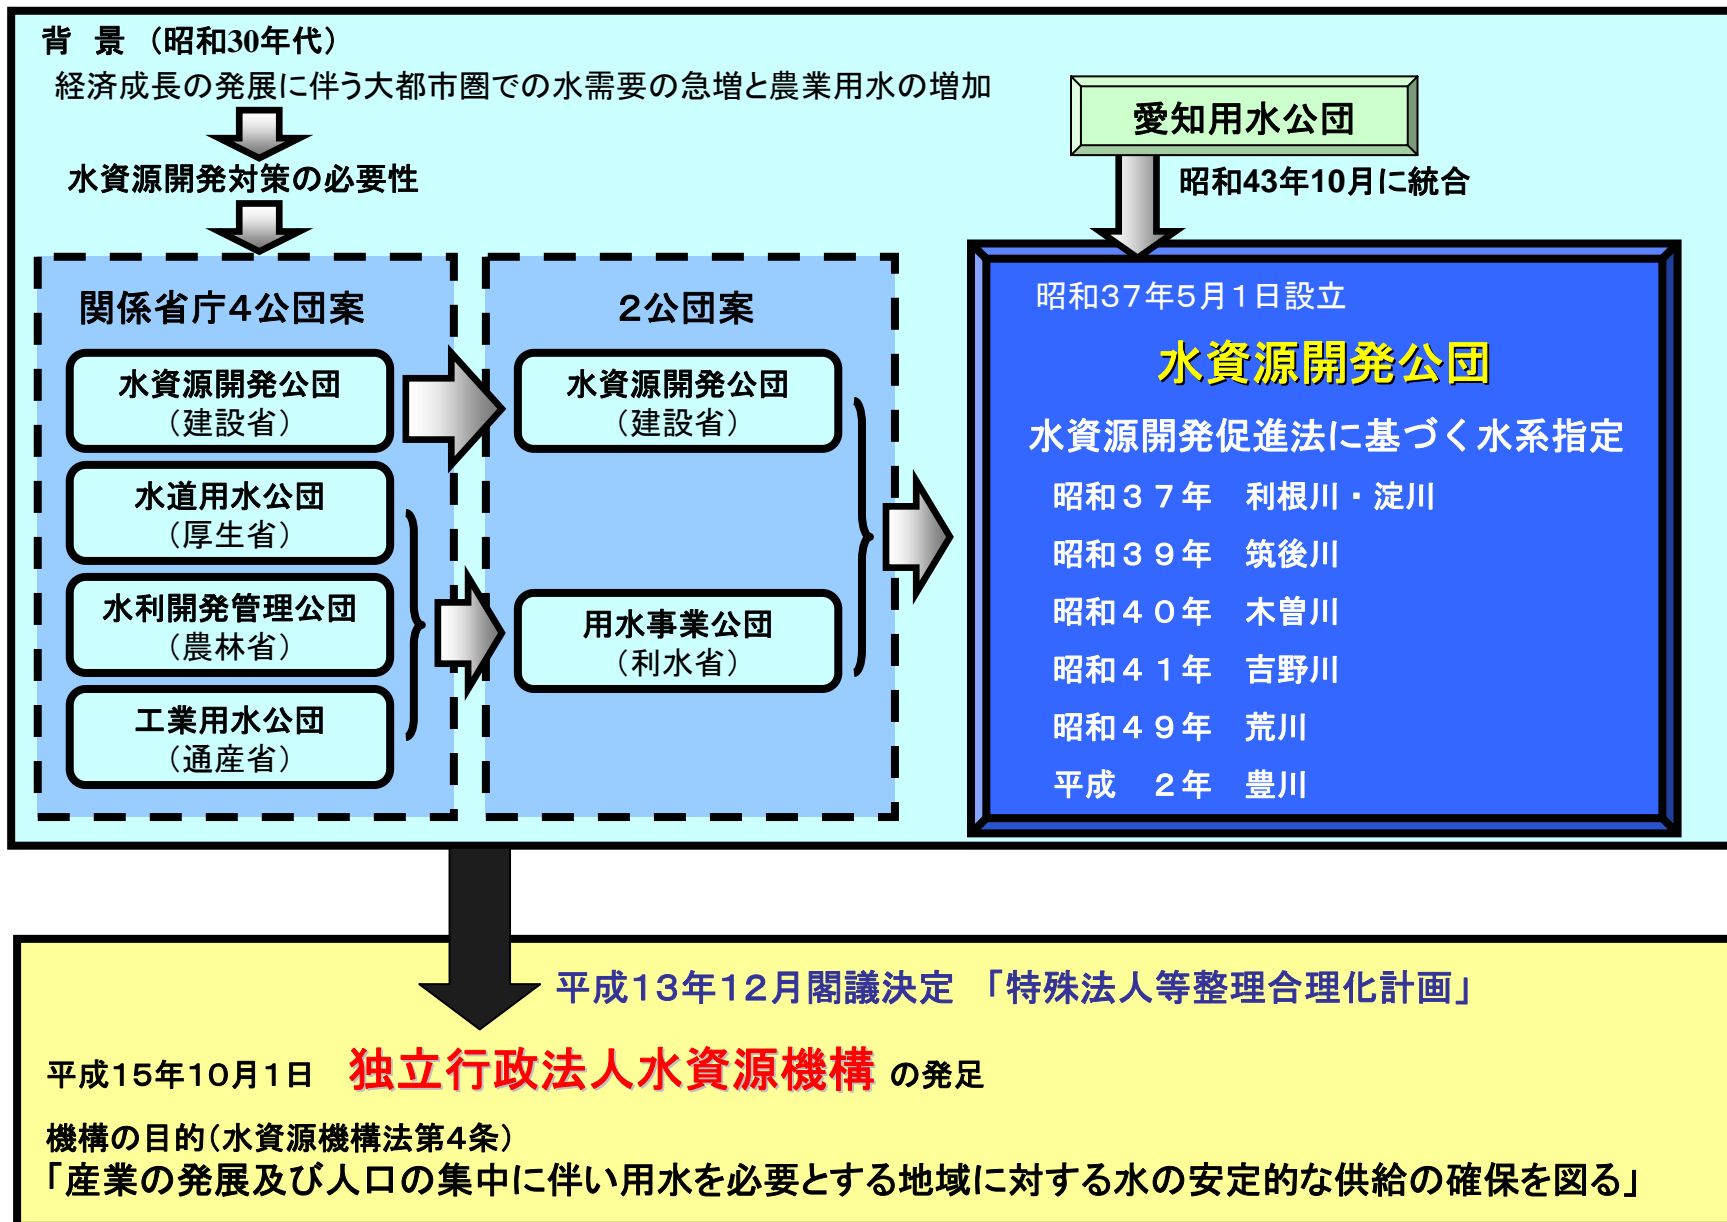 背 景 （昭和30年代）
経済成長の発展に伴う大都市圏での水需要の急増と農業用水の増加
水資源開発対策の必要性
愛知用水公団
昭和43年10月に統合
関係省庁４公団案
水資源開発公団
（建設省）
水道用水公団
（厚生省）
水利開発管理公団
（農林省）
工業用水公団
（通産省）
２公団案
水資源開発公団
（建設省）
用水事業公団
（利水省）
昭和３７年５月１日設立
水資源開発公団
水資源開発促進法に基づく水系指定
昭和３７年　利根川・淀川
昭和３９年　筑後川
昭和４０年　木曽川
昭和４１年　吉野川
昭和４９年　荒川
平成　２年　豊川
平成１３年１２月閣議決定 「特殊法人等整理合理化計画」
平成１５年１０月１日　独立行政法人水資源機構 の発足
機構の目的（水資源機構法第４条）
「産業の発展及び人口の集中に伴い用水を必要とする地域に対する水の安定的な供給の確保を図る」